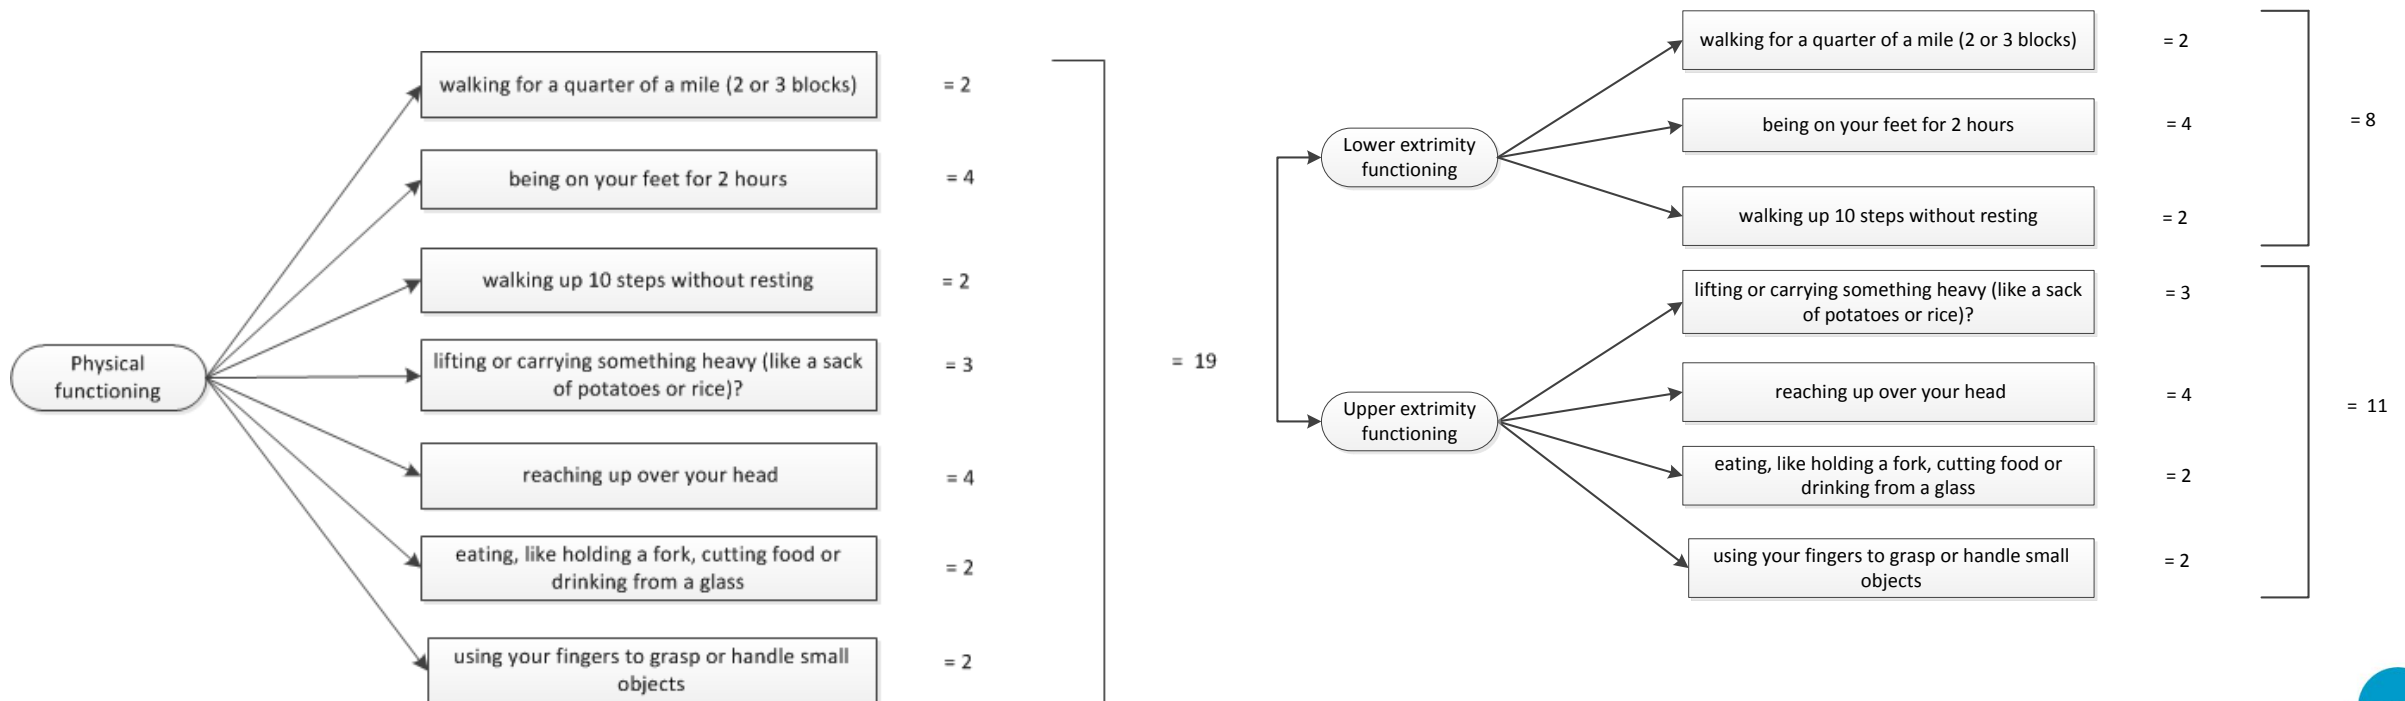 Physical
functioning
walking for a quarter of a mile (2 or 3 blocks)
= 2
being on your feet for 2 hours
= 4
walking up 10 steps without resting
= 2
lifting or carrying something heavy (like a sack
of potatoes or rice)?
= 3
reaching up over your head
= 4
eating, like holding a fork, cutting food or
drinking from a glass
= 2
using your fingers to grasp or handle small
objects
= 2
= 19
Lower extrimity
functioning
walking for a quarter of a mile (2 or 3 blocks)
= 2
being on your feet for 2 hours
= 4
walking up 10 steps without resting
= 2
= 8
Upper extrimity
functioning
lifting or carrying something heavy (like a sack
of potatoes or rice)?
= 3
reaching up over your head
= 4
eating, like holding a fork, cutting food or
drinking from a glass
= 2
using your fingers to grasp or handle small
objects
= 2
= 11